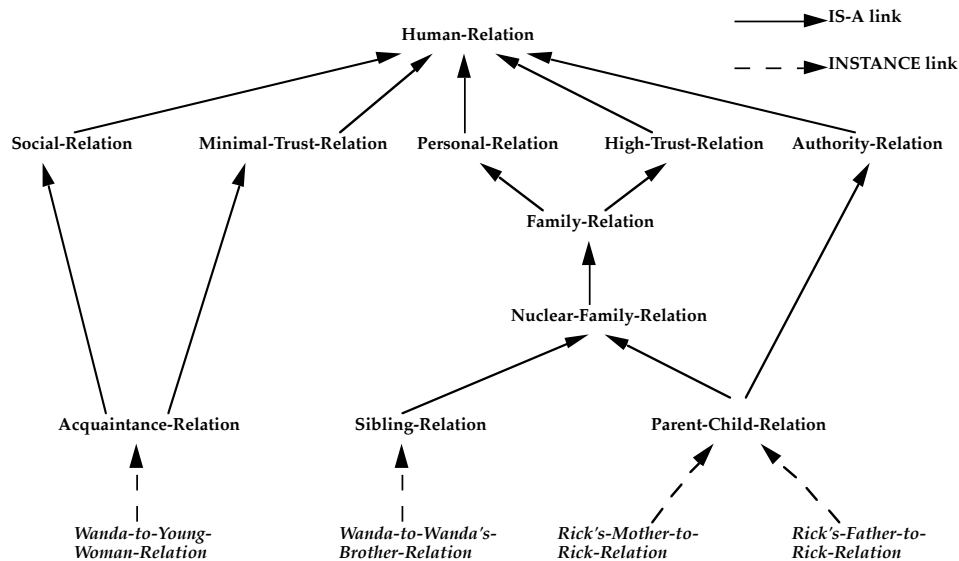 Human-Relation
IS-A link
INSTANCE link
Social-Relation
Minimal-Trust-Relation
Personal-Relation
High-Trust-Relation
Authority-Relation
Family-Relation
Nuclear-Family-Relation
Acquaintance-Relation
Sibling-Relation
Parent-Child-Relation
Wanda-to-Young-
Woman-Relation
Wanda-to-Wanda's-
Brother-Relation
Rick's-Mother-to-
Rick-Relation
Rick's-Father-to-
Rick-Relation